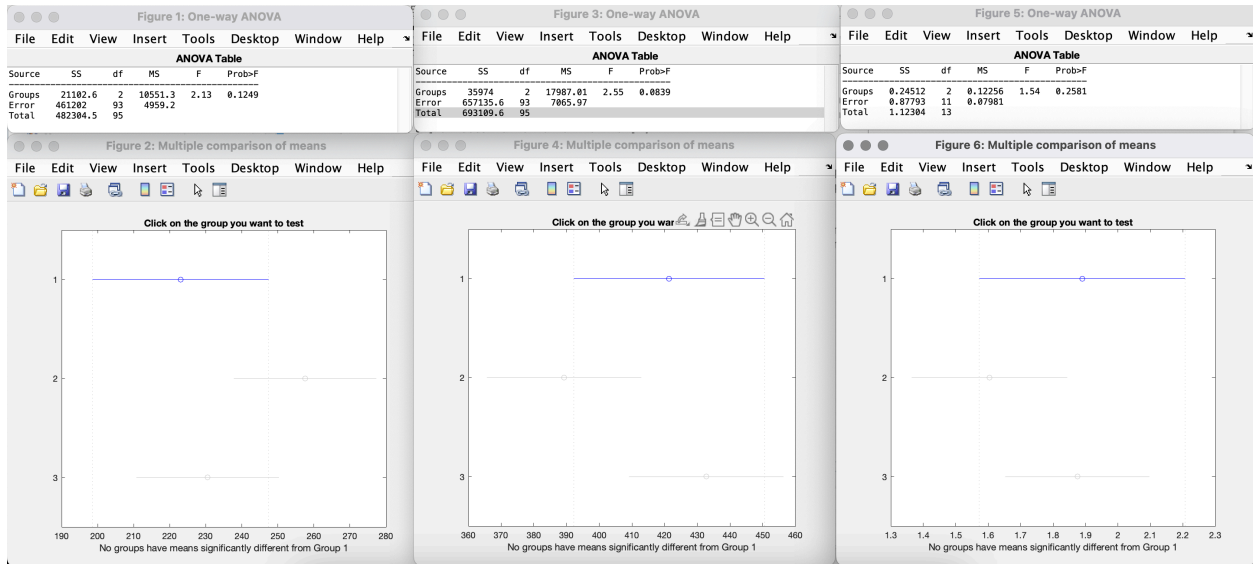 Figure 1: One-way ANOVA
File Edit View Insert Tools Desktop Window Help
ANOVA Table
Source SS df MS F Prob>F
Groups 21102.6 2 10551.3 2.13 0.1249
Error 461202 93 4959.2
Total 482304.5 95
Figure 3: One-way ANOVA
File Edit View Insert Tools Desktop Window Help
ANOVA Table
Source SS df MS F Prob>F
Groups 35974 2 17987.01 2.55 0.0839
Error 657135.6 93 7065.97
Total 693109.6 95
Figure 5: One-way ANOVA
File Edit View Insert Tools Desktop Window Help
ANOVA Table
Source SS df MS F Prob>F
Groups 0.24512 2 0.12256 1.54 0.2581
Error 0.87793 11 0.07981
Total 1.12304 13
Figure 2: Multiple comparison of means
File Edit View Insert Tools Desktop Window Help
Click on the group you want to test
1
2
3
190 200 210 220 230 240 250 260 270 280
No groups have means significantly different from Group 1
Figure 4: Multiple comparison of means
File Edit View Insert Tools Desktop Window Help
Click on the group you war
1
2
3
360 370 380 390 400 410 420 430 440 450 460
No groups have means significantly different from Group 1
Figure 6: Multiple comparison of means
File Edit View Insert Tools Desktop Window Help
Click on the group you want to test
1
2
3
1.3 1.4 1.5 1.6 1.7 1.8 1.9 2 2.1 2.2 2.3
No groups have means significantly different from Group 1